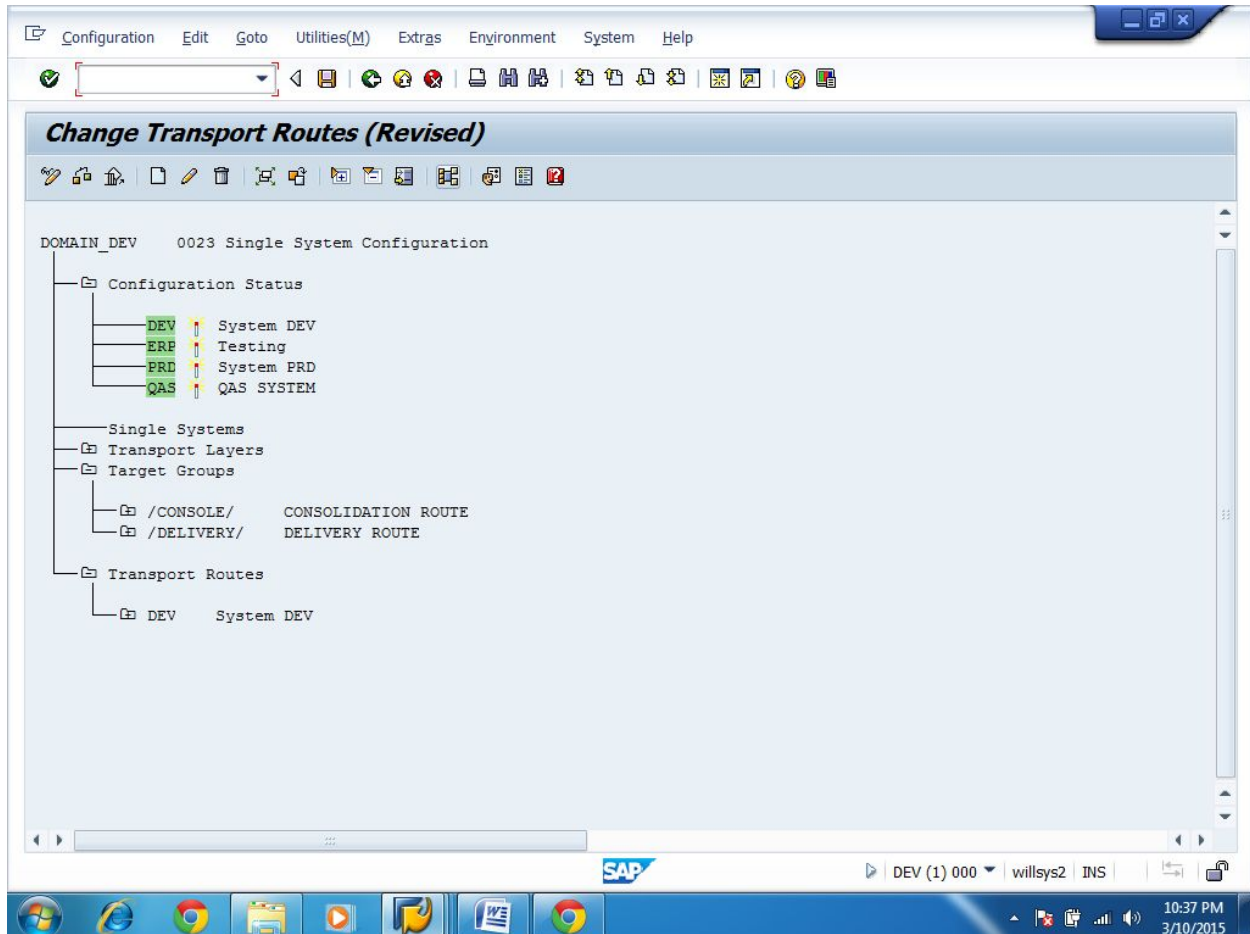 Configuration Edit Goto Utilities(M) Extras Environment System Help
Change Transport Routes (Revised)
DOMAIN_DEV 0023 Single System Configuration
Configuration Status
DEV System DEV
ERP Testing
PRD System PRD
QAS QAS SYSTEM
Single Systems
Transport Layers
Target Groups
/CONSOLE/ CONSOLIDATION ROUTE
/DELIVERY/ DELIVERY ROUTE
Transport Routes
DEV System DEV
SAP
DEV (1) 000 willsys2 INS
10:37 PM
3/10/2015